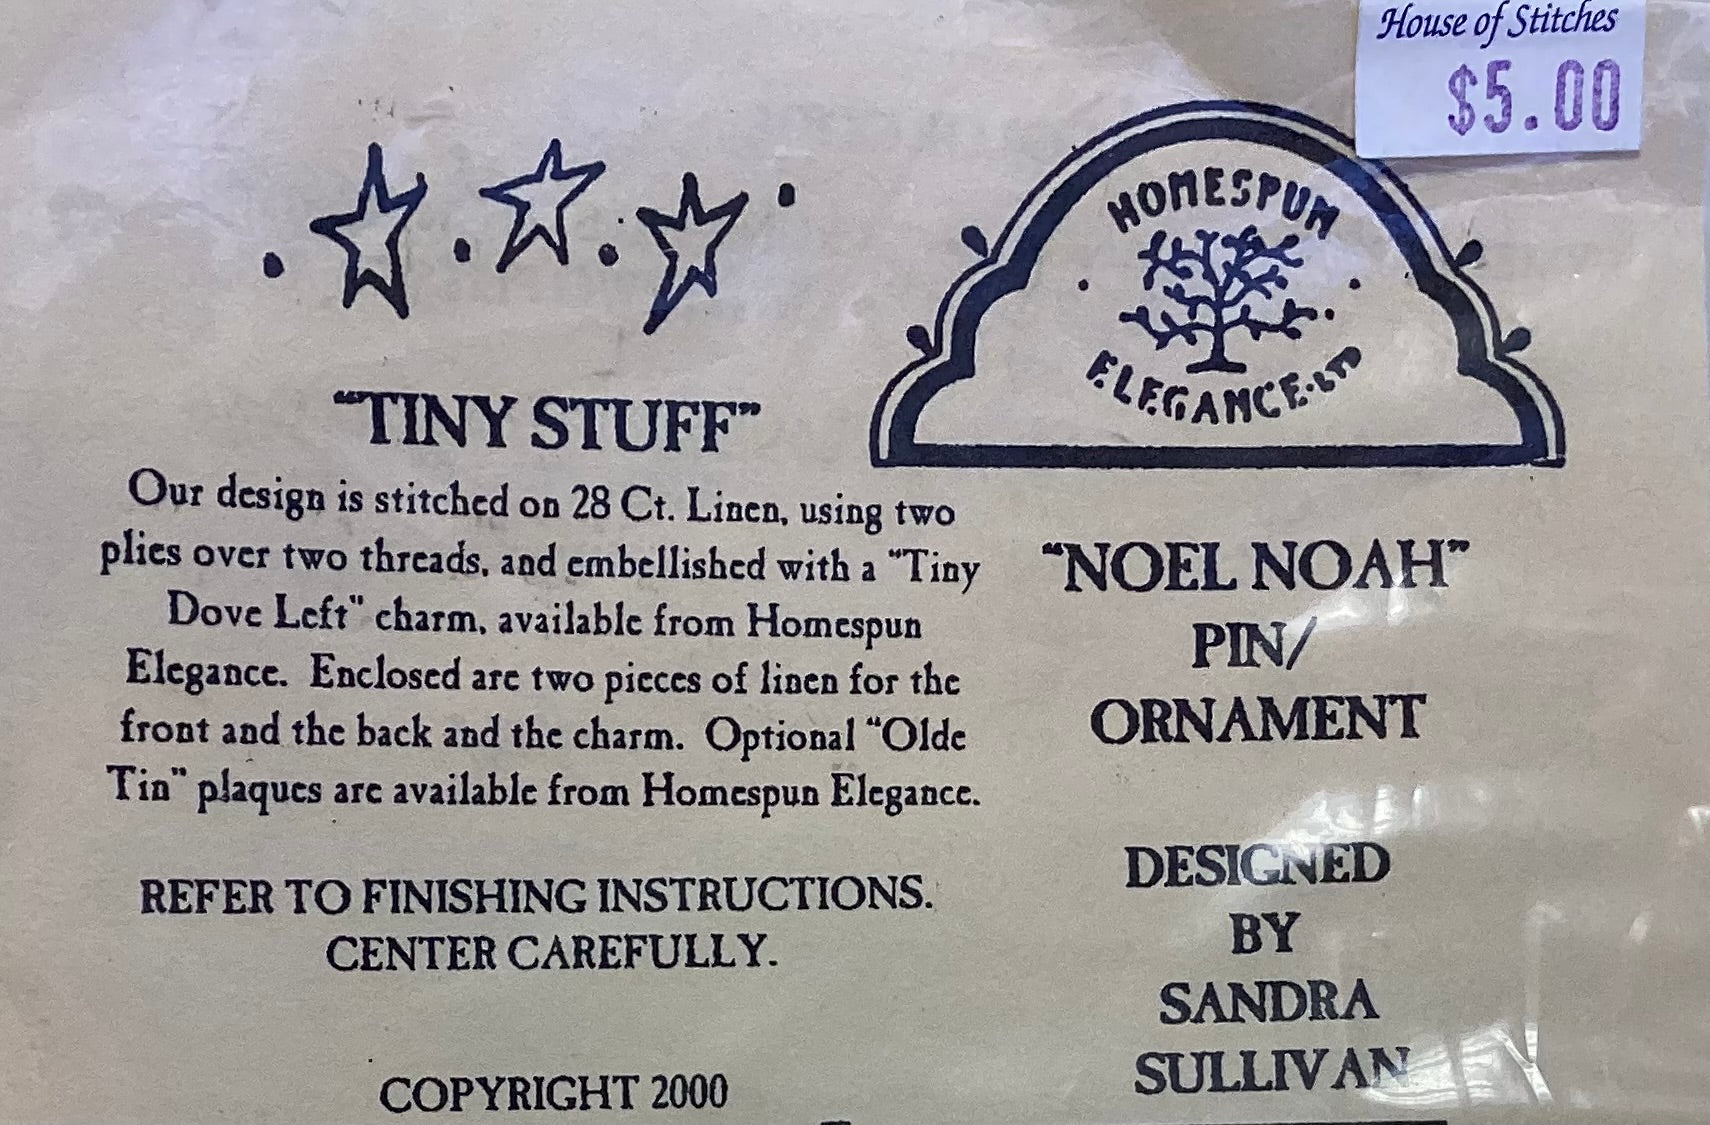 House of Stitches
$5.00
HOMESPUN
ELEGANCE·LTD
"TINY STUFF"
Our design is stitched on 28 Ct. Linen, using two
plies over two threads, and embellished with a "Tiny
Dove Left" charm, available from Homespun
Elegance. Enclosed are two pieces of linen for the
front and the back and the charm. Optional "Olde
Tin" plaques are available from Homespun Elegance.
REFER TO FINISHING INSTRUCTIONS.
CENTER CAREFULLY.
COPYRIGHT 2000
"NOEL NOAH"
PIN/
ORNAMENT
DESIGNED
BY
SANDRA
SULLIVAN